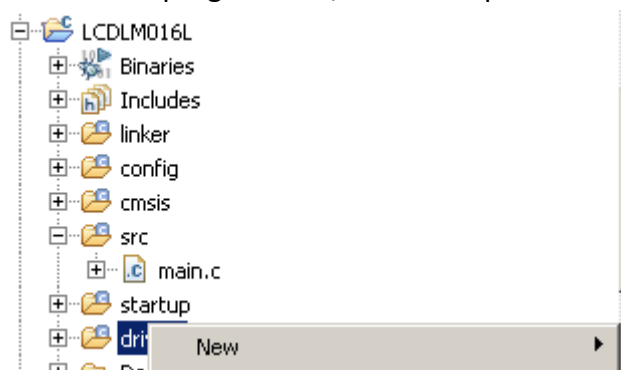 LCDLM016L
Binaries
Includes
linker
config
cmsis
src
main.c
startup
New